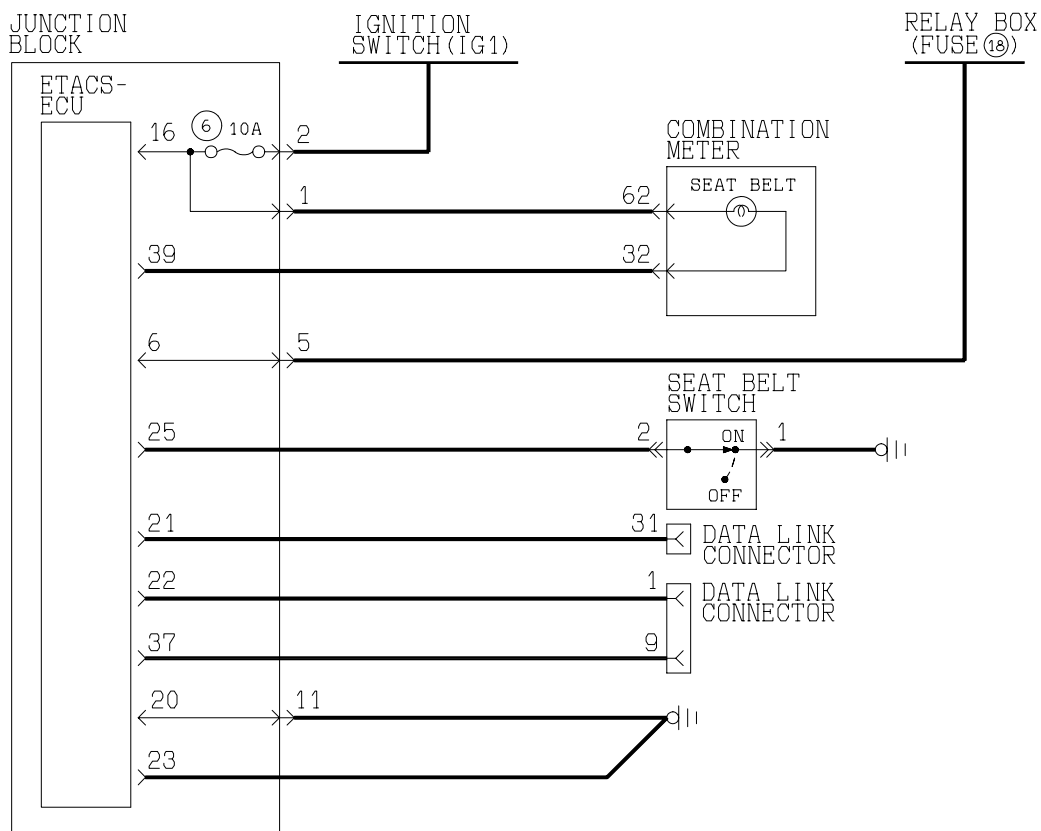 JUNCTION
BLOCK
IGNITION
SWITCH(IG1)
RELAY BOX
(FUSE⑱)
ETACS-
ECU
16
6
10A
2
COMBINATION
METER
1
62
SEAT BELT
39
32
6
5
SEAT BELT
SWITCH
25
2
ON
1
OFF
21
31
DATA LINK
CONNECTOR
22
1
DATA LINK
CONNECTOR
37
9
20
11
23